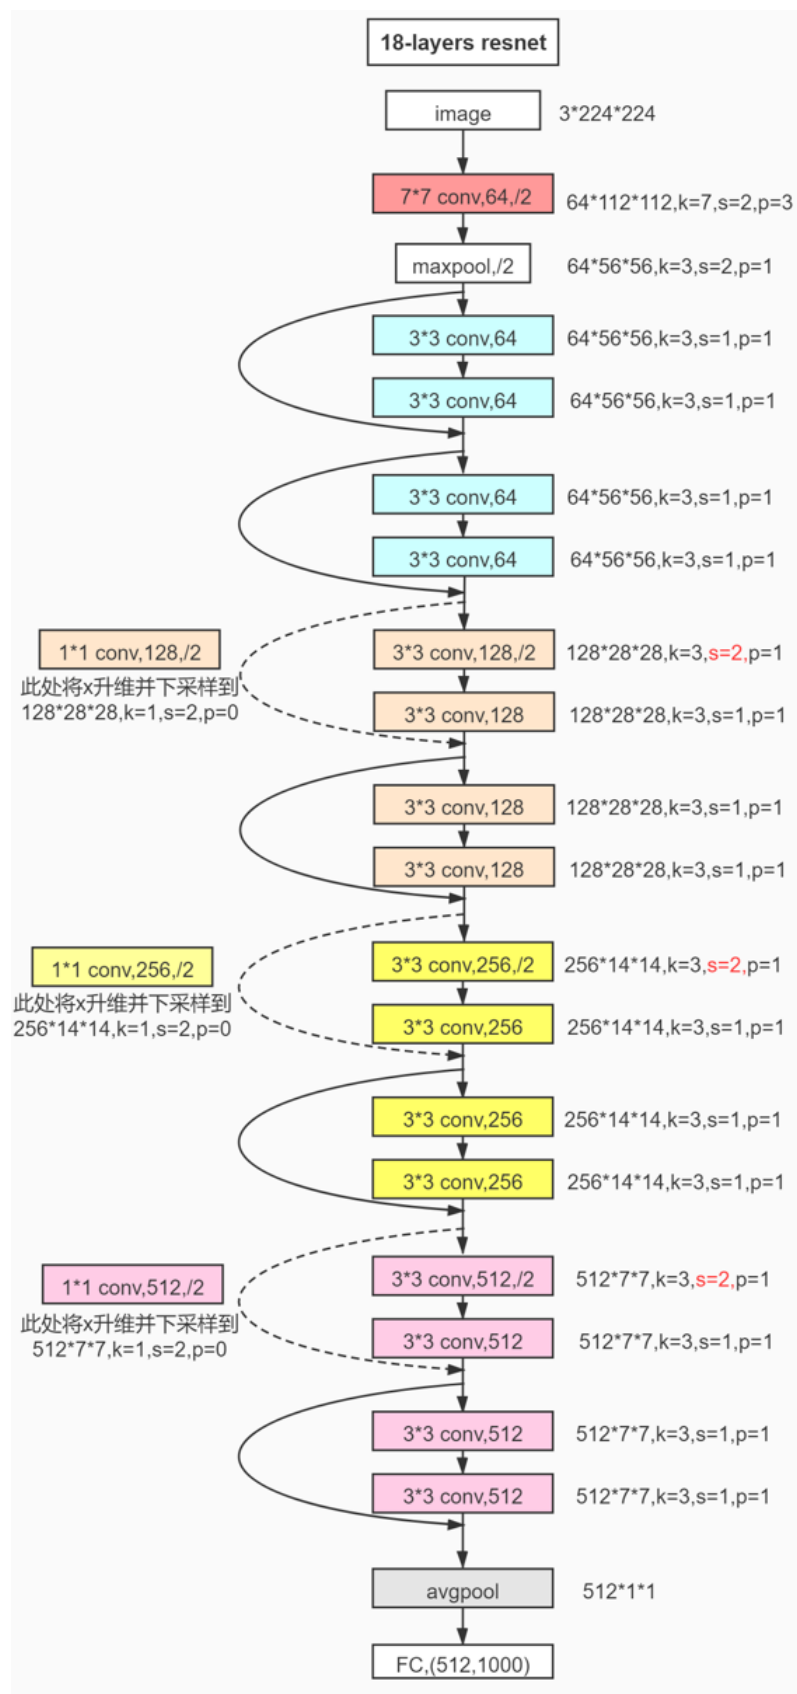 18-layers resnet
image 3*224*224
7*7 conv,64,/2 64*112*112,k=7,s=2,p=3
maxpool,/2 64*56*56,k=3,s=2,p=1
3*3 conv,64 64*56*56,k=3,s=1,p=1
3*3 conv,64 64*56*56,k=3,s=1,p=1
3*3 conv,64 64*56*56,k=3,s=1,p=1
3*3 conv,64 64*56*56,k=3,s=1,p=1
1*1 conv,128,/2 3*3 conv,128,/2 128*28*28,k=3,s=2,p=1
此处将x升维并下采样到
128*28*28,k=1,s=2,p=0 3*3 conv,128 128*28*28,k=3,s=1,p=1
3*3 conv,128 128*28*28,k=3,s=1,p=1
3*3 conv,128 128*28*28,k=3,s=1,p=1
1*1 conv,256,/2 3*3 conv,256,/2 256*14*14,k=3,s=2,p=1
此处将x升维并下采样到
256*14*14,k=1,s=2,p=0 3*3 conv,256 256*14*14,k=3,s=1,p=1
3*3 conv,256 256*14*14,k=3,s=1,p=1
3*3 conv,256 256*14*14,k=3,s=1,p=1
1*1 conv,512,/2 3*3 conv,512,/2 512*7*7,k=3,s=2,p=1
此处将x升维并下采样到
512*7*7,k=1,s=2,p=0 3*3 conv,512 512*7*7,k=3,s=1,p=1
3*3 conv,512 512*7*7,k=3,s=1,p=1
3*3 conv,512 512*7*7,k=3,s=1,p=1
avgpool 512*1*1
FC,(512,1000)